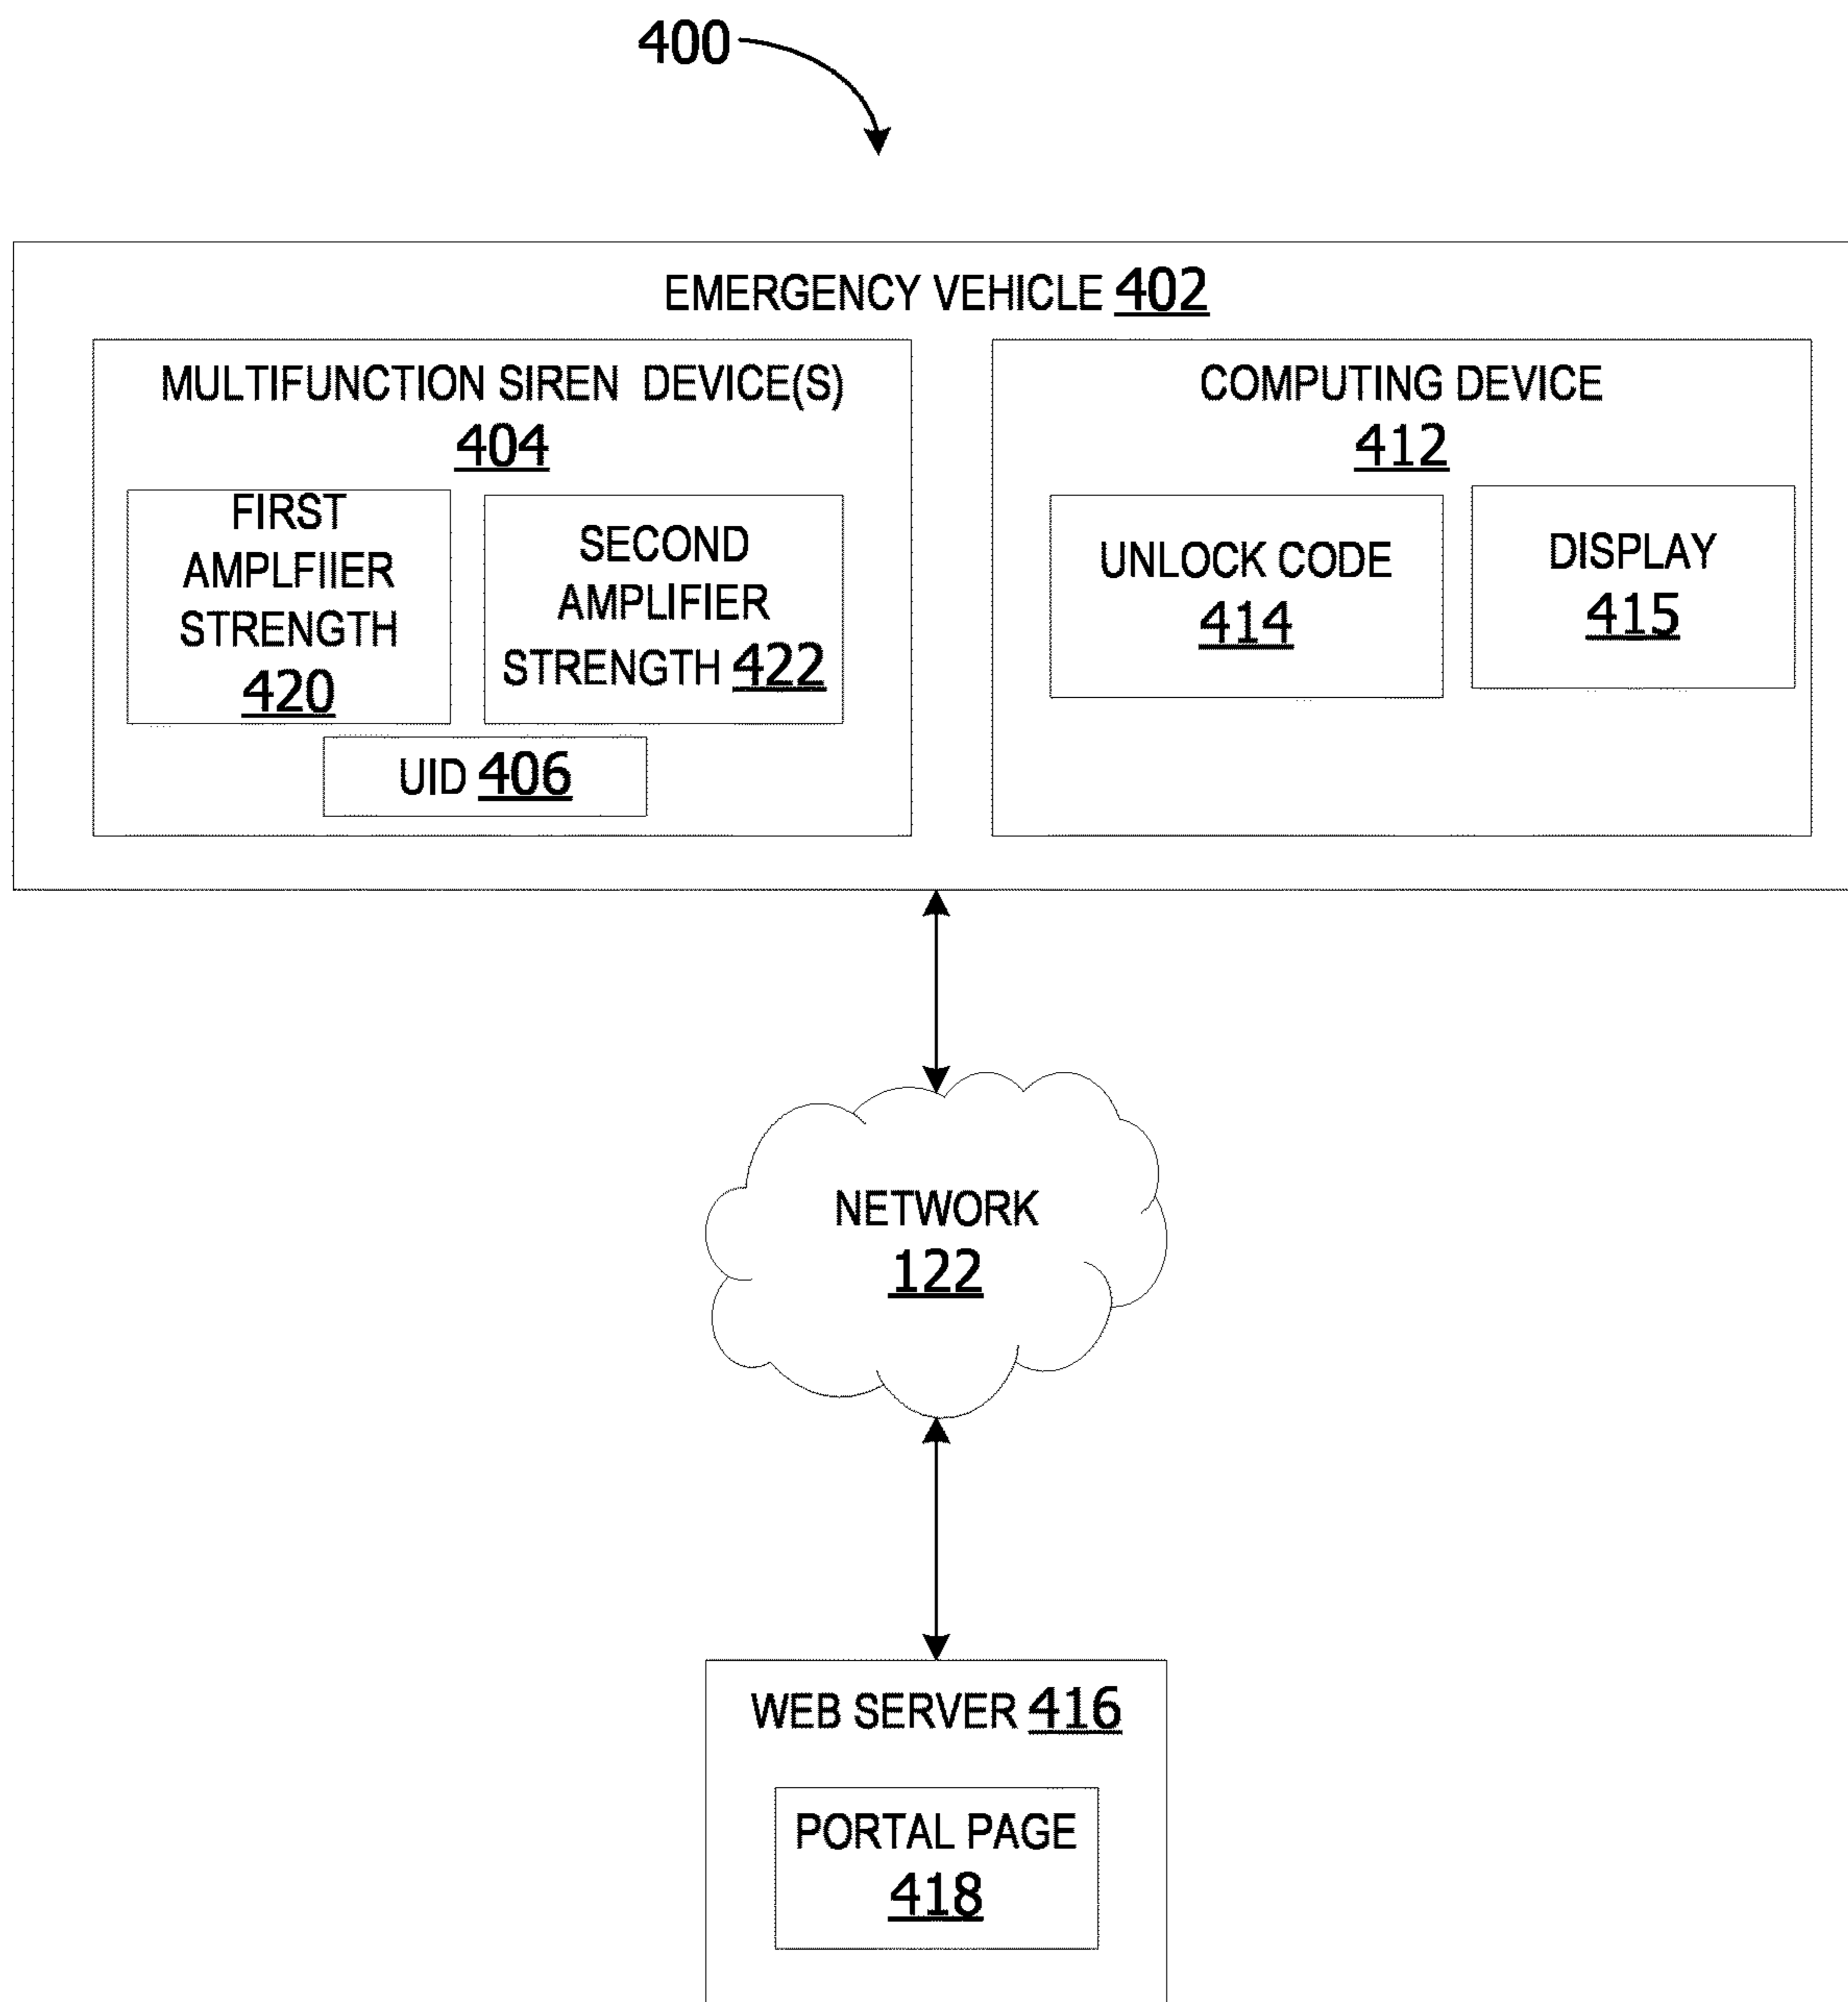 400
EMERGENCY VEHICLE 402
MULTIFUNCTION SIREN DEVICE(S)
404
FIRST
AMPLFIIER
STRENGTH
420
SECOND
AMPLIFIER
STRENGTH 422
UID 406
COMPUTING DEVICE
412
UNLOCK CODE
414
DISPLAY
415
NETWORK
122
WEB SERVER 416
PORTAL PAGE
418